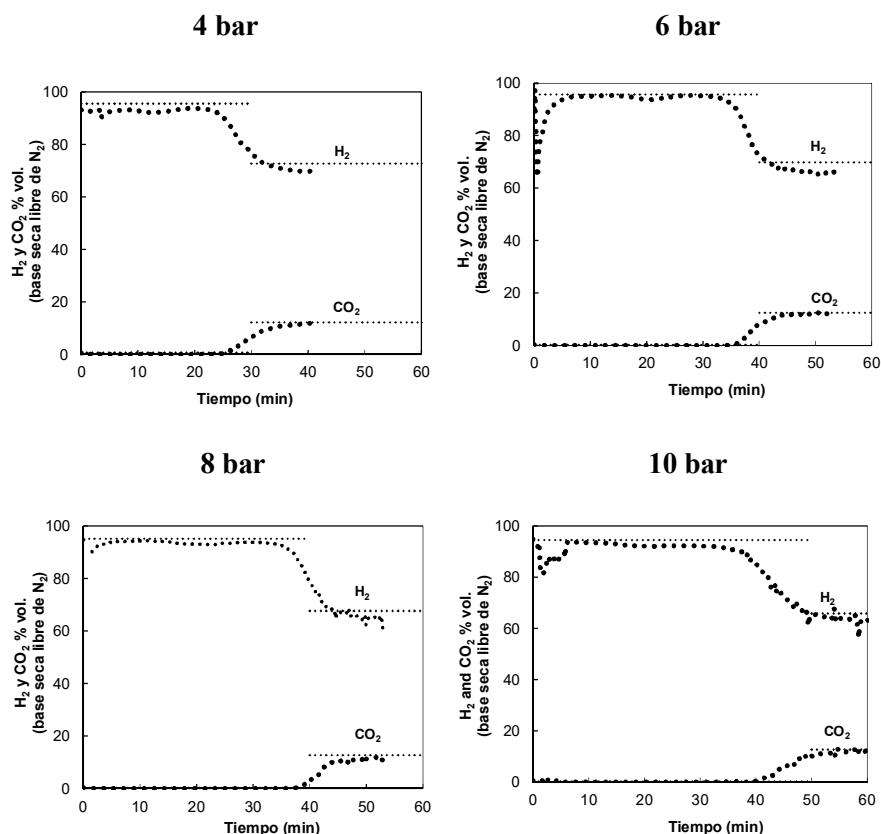 4 bar
6 bar
100
80
60
40
20
0
0 10 20 30 40 50 60
H₂ y CO₂ % vol.
(base seca libre de N₂)
Tiempo (min)
H₂
CO₂
100
80
60
40
20
0
0 10 20 30 40 50 60
H₂ y CO₂ % vol.
(base seca libre de N₂)
Tiempo (min)
H₂
CO₂
8 bar
10 bar
100
80
60
40
20
0
0 10 20 30 40 50 60
H₂ y CO₂ % vol.
(base seca libre de N₂)
Tiempo (min)
H₂
CO₂
100
80
60
40
20
0
0 10 20 30 40 50 60
H₂ and CO₂ % vol.
(base seca libre de N₂)
Tiempo (min)
H₂
CO₂